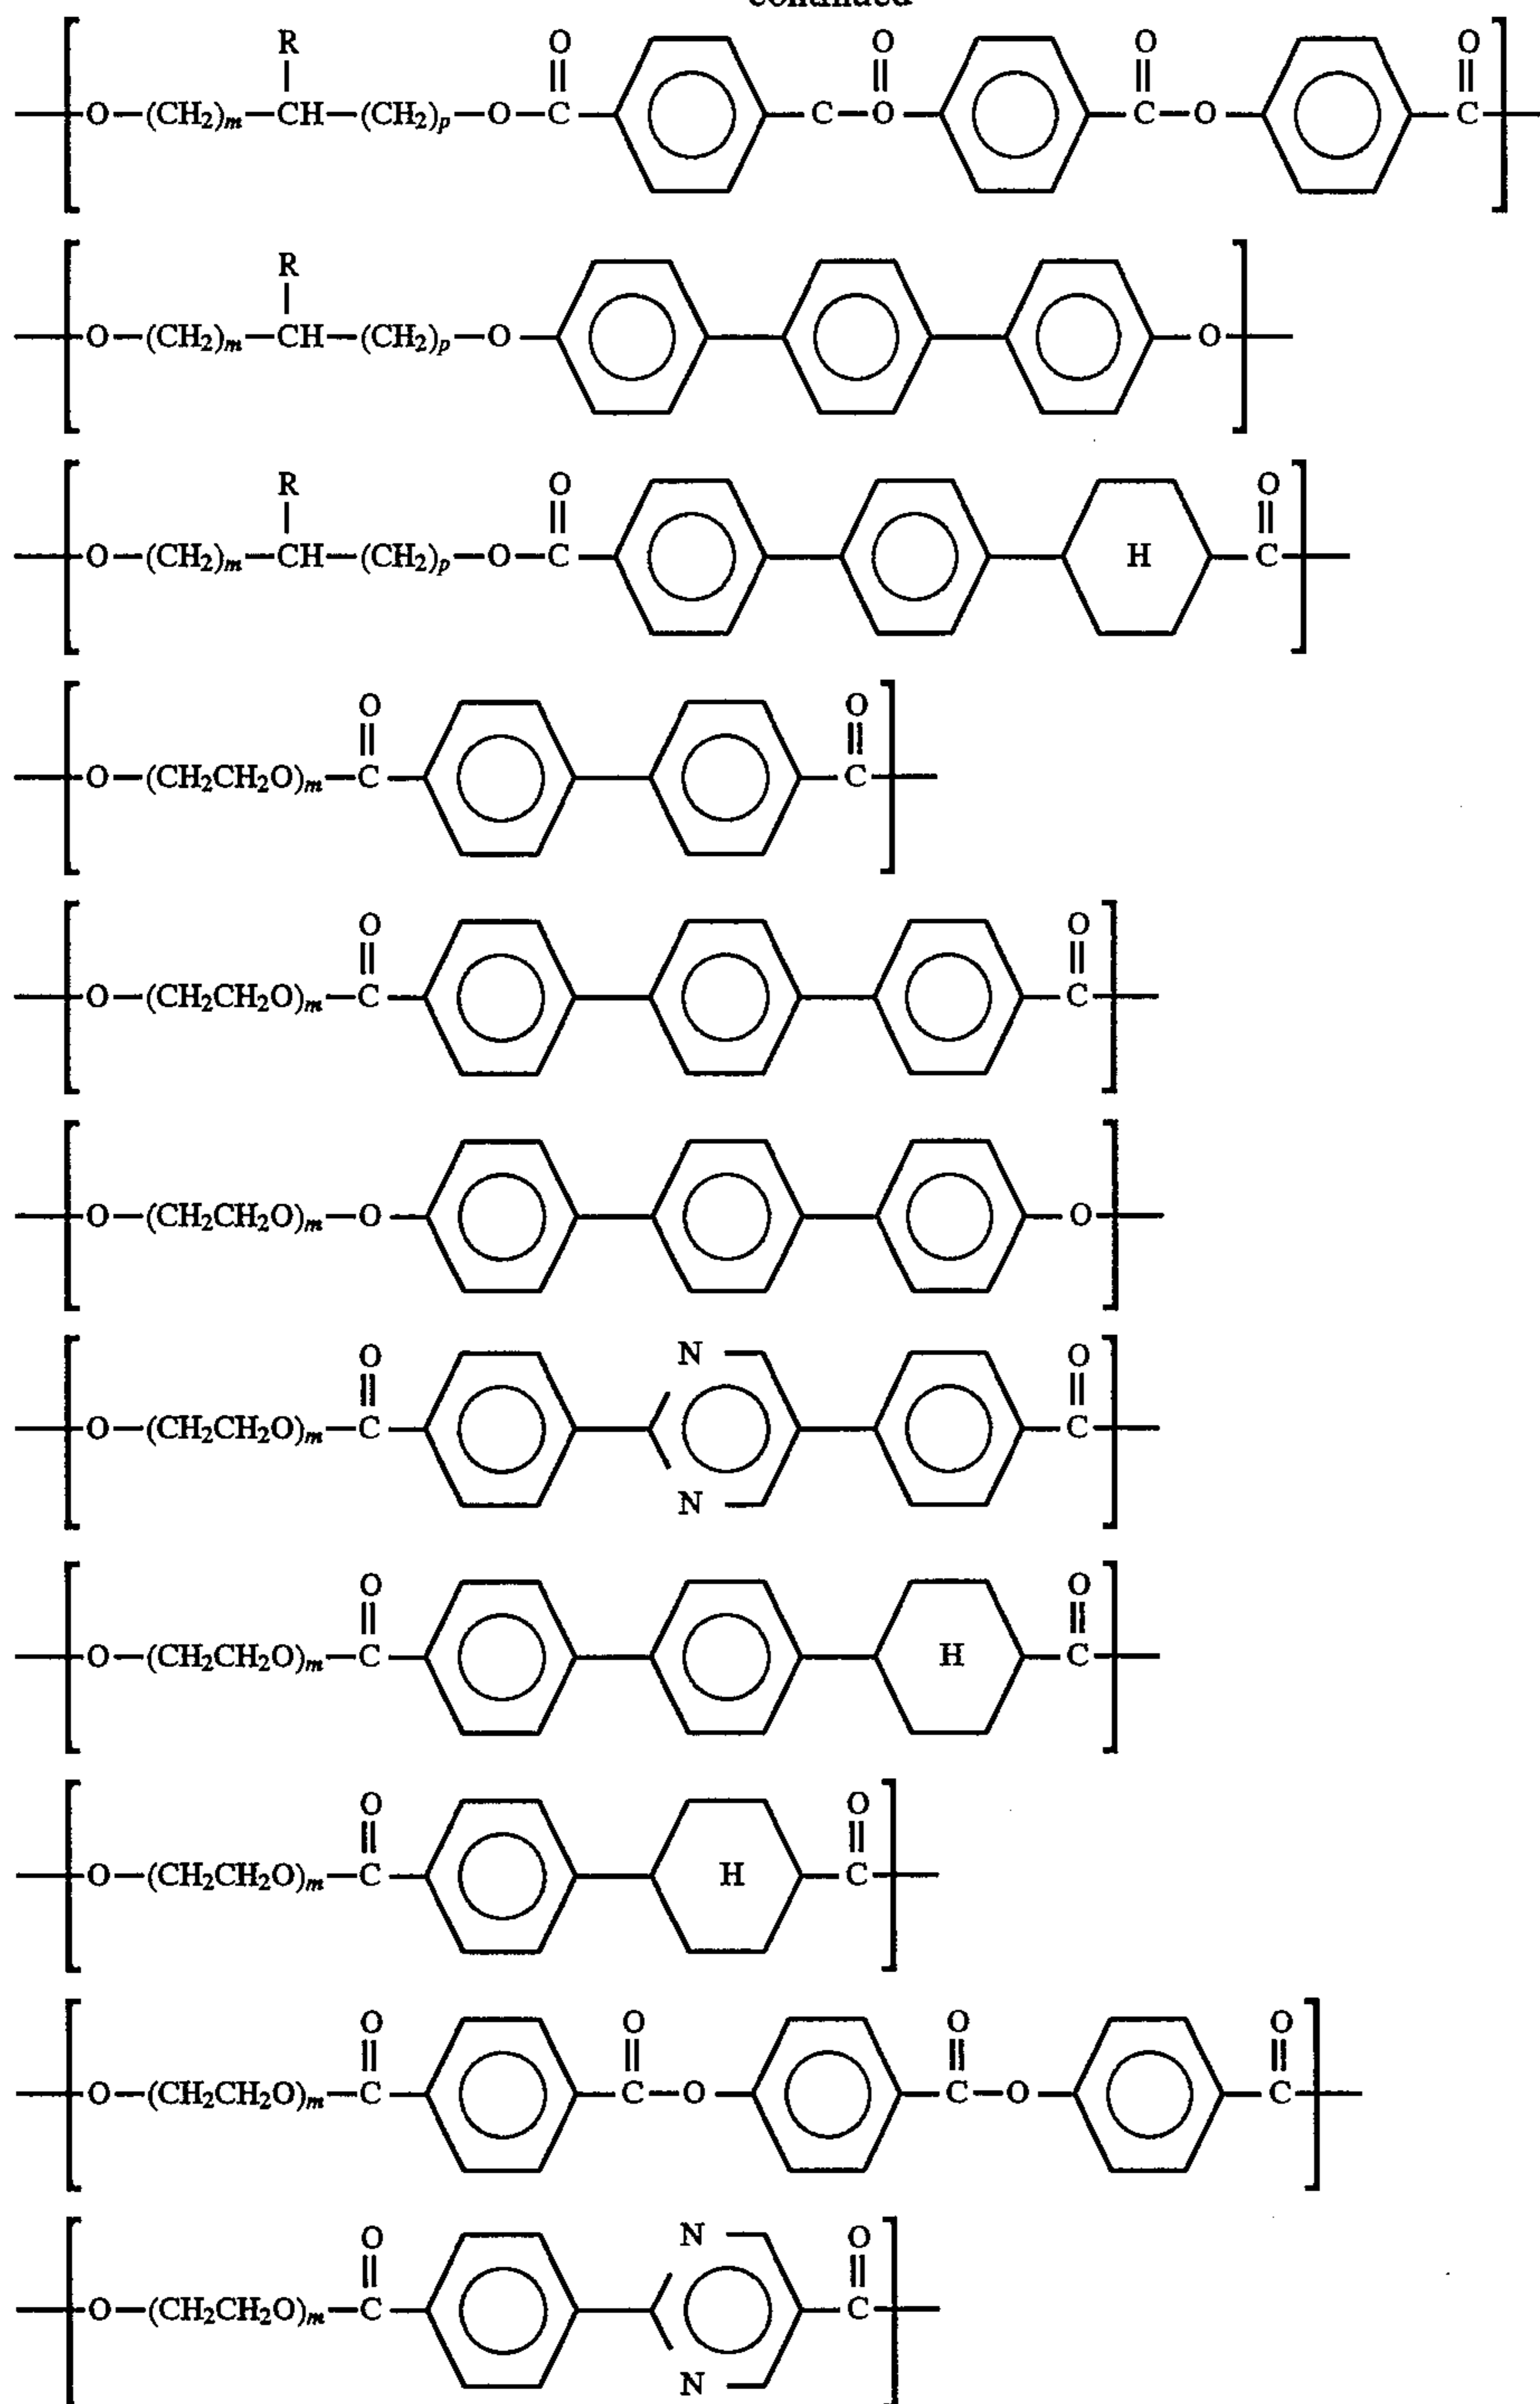 continued
R O O O O
O—(CH₂)ₘ—CH—(CH₂)ₚ—O—C C—O C—O C
R
O—(CH₂)ₘ—CH—(CH₂)ₚ—O O
R O O
O—(CH₂)ₘ—CH—(CH₂)ₚ—O—C H C
O O
O—(CH₂CH₂O)ₘ—C C
O O
O—(CH₂CH₂O)ₘ—C C
O—(CH₂CH₂O)ₘ—O O
O N O
O—(CH₂CH₂O)ₘ—C C
N
O O
O—(CH₂CH₂O)ₘ—C H C
O O
O—(CH₂CH₂O)ₘ—C H C
O O O O
O—(CH₂CH₂O)ₘ—C C—O C—O C
O N O
O—(CH₂CH₂O)ₘ—C C
N